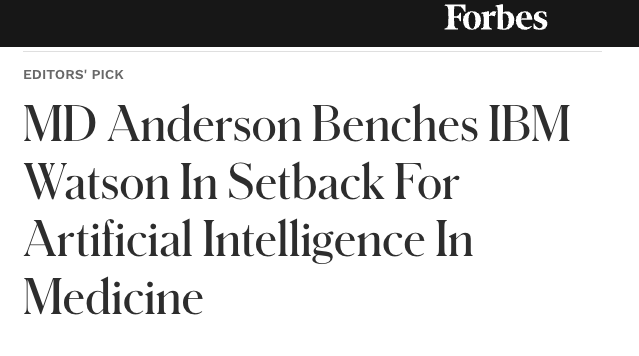 Forbes
EDITORS' PICK
MD Anderson Benches IBM
Watson In Setback For
Artificial Intelligence In
Medicine